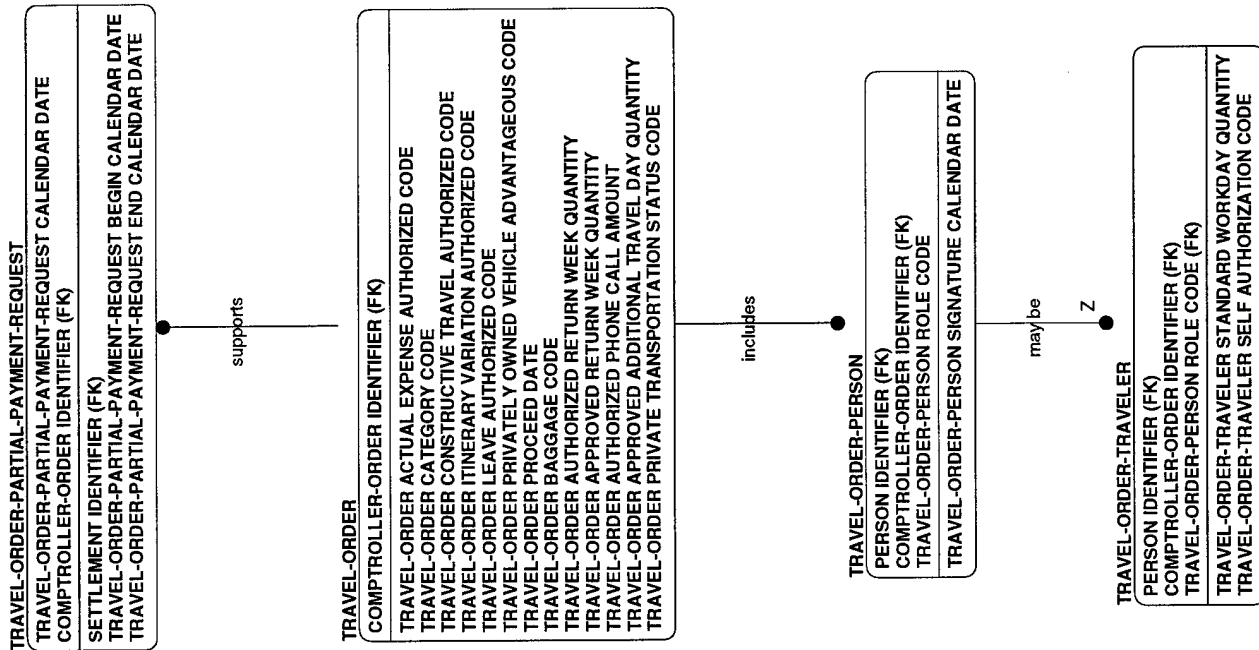 TRAVEL-ORDER-PARTIAL-PAYMENT-REQUEST
TRAVEL-ORDER-PARTIAL-PAYMENT-REQUEST CALENDAR DATE
COMPTROLLER-ORDER IDENTIFIER (FK)
SETTLEMENT IDENTIFIER (FK)
TRAVEL-ORDER-PARTIAL-PAYMENT-REQUEST BEGIN CALENDAR DATE
TRAVEL-ORDER-PARTIAL-PAYMENT-REQUEST END CALENDAR DATE
supports
TRAVEL-ORDER
COMPTROLLER-ORDER IDENTIFIER (FK)
TRAVEL-ORDER ACTUAL EXPENSE AUTHORIZED CODE
TRAVEL-ORDER CATEGORY CODE
TRAVEL-ORDER CONSTRUCTIVE TRAVEL AUTHORIZED CODE
TRAVEL-ORDER ITINERARY VARIATION AUTHORIZED CODE
TRAVEL-ORDER LEAVE AUTHORIZED CODE
TRAVEL-ORDER PRIVATELY OWNED VEHICLE ADVANTAGEOUS CODE
TRAVEL-ORDER PROCEED DATE
TRAVEL-ORDER BAGGAGE CODE
TRAVEL-ORDER AUTHORIZED RETURN WEEK QUANTITY
TRAVEL-ORDER APPROVED RETURN WEEK QUANTITY
TRAVEL-ORDER AUTHORIZED PHONE CALL AMOUNT
TRAVEL-ORDER APPROVED ADDITIONAL TRAVEL DAY QUANTITY
TRAVEL-ORDER PRIVATE TRANSPORTATION STATUS CODE
includes
TRAVEL-ORDER-PERSON
PERSON IDENTIFIER (FK)
COMPTROLLER-ORDER IDENTIFIER (FK)
TRAVEL-ORDER-PERSON ROLE CODE
TRAVEL-ORDER-PERSON SIGNATURE CALENDAR DATE
may be
Z
TRAVEL-ORDER-TRAVELER
PERSON IDENTIFIER (FK)
COMPTROLLER-ORDER IDENTIFIER (FK)
TRAVEL-ORDER-PERSON ROLE CODE (FK)
TRAVEL-ORDER-TRAVELER STANDARD WORKDAY QUANTITY
TRAVEL-ORDER-TRAVELER SELF AUTHORIZATION CODE